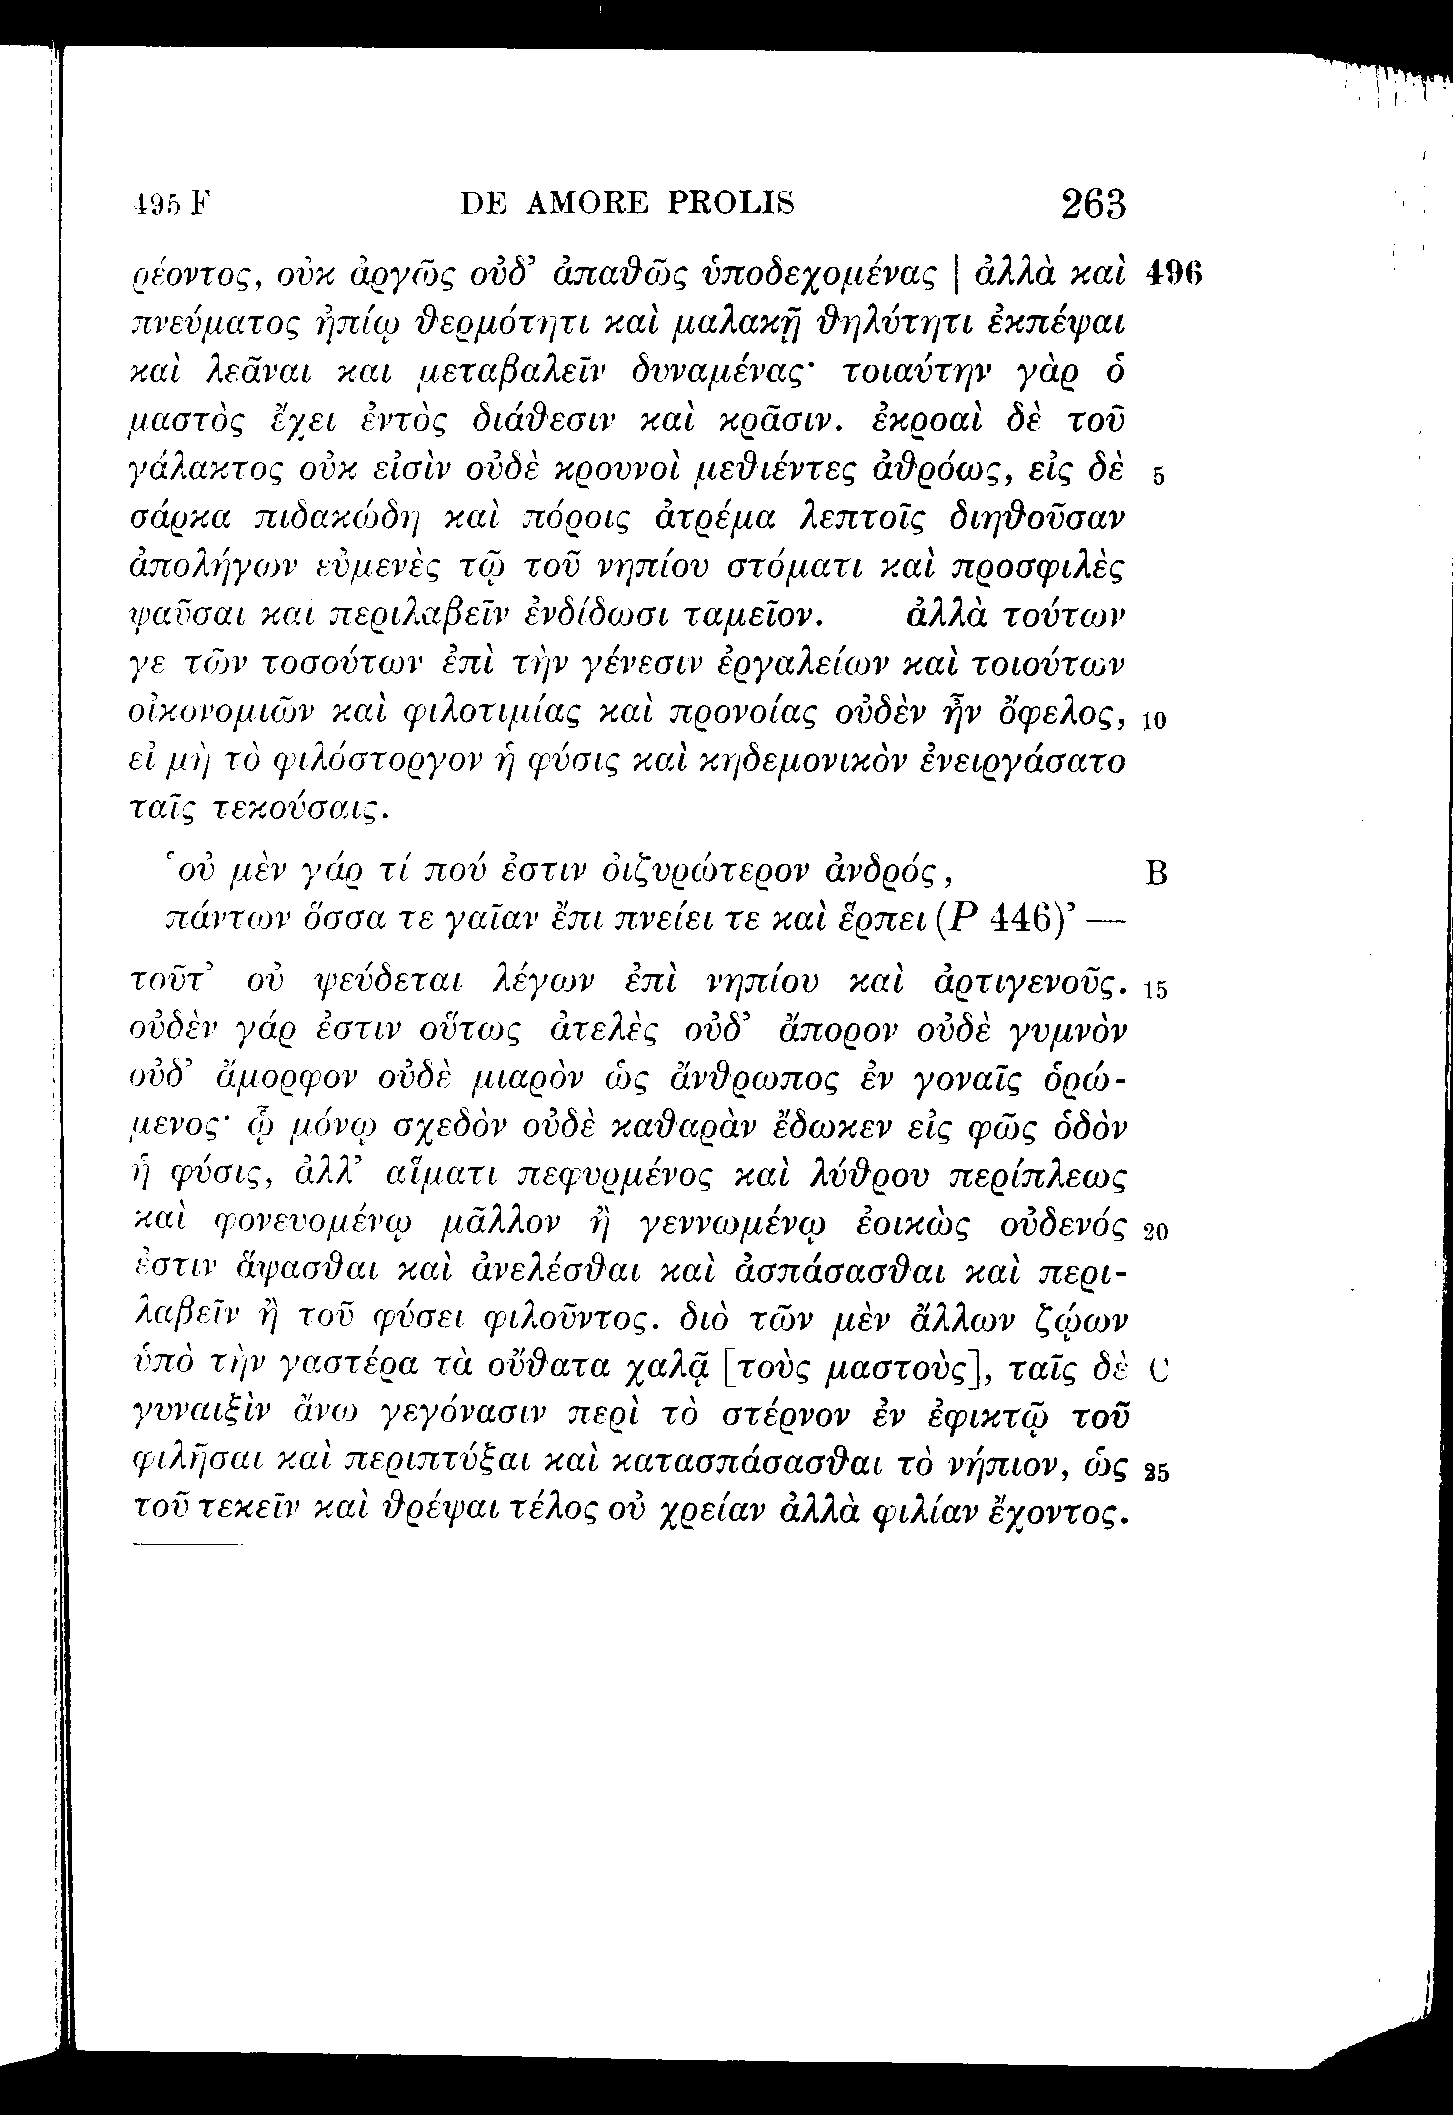 495 F DE AMORE PROLIS 263
ρέοντος, οὐκ ἀργῶς οὐδ’ ἀπαθῶς ὑποδεχομένας | ἀλλὰ καὶ 496
πνεύματος ἠπίῳ θερμότητι καὶ μαλακῇ θηλύτητι ἐκπέψαι
καὶ λεᾶναι και μεταβαλεῖν δυναμένας· τοιαύτην γὰρ ὁ
μαστὸς ἔχει ἐντὸς διάθεσιν καὶ κρᾶσιν. ἐκροαὶ δὲ τοῦ
γάλακτος οὐκ εἰσὶν οὐδὲ κρουνοὶ μεθιέντες ἀθρόως, εἰς δὲ 5
σάρκα πιδακώδη καὶ πόροις ἀτρέμα λεπτοῖς διηθοῦσαν
ἀπολήγων εὐμενὲς τῷ τοῦ νηπίου στόματι καὶ προσφιλὲς
ψαῦσαι και περιλαβεῖν ἐνδίδωσι ταμεῖον. ἀλλὰ τούτων
γε τῶν τοσούτων ἐπὶ τὴν γένεσιν ἐργαλείων καὶ τοιούτων
οἰκονομιῶν καὶ φιλοτιμίας καὶ προνοίας οὐδὲν ἦν ὄφελος, 10
εἰ μὴ τὸ φιλόστοργον ἡ φύσις καὶ κηδεμονικὸν ἐνειργάσατο
ταῖς τεκούσαις.
‘οὐ μὲν γάρ τί πού ἐστιν ὀιζυρώτερον ἀνδρός, B
πάντων ὅσσα τε γαῖαν ἔπι πνείει τε καὶ ἕρπει (P 446)’ —
τοῦτ’ οὐ ψεύδεται λέγων ἐπὶ νηπίου καὶ ἀρτιγενοῦς. 15
οὐδὲν γάρ ἐστιν οὕτως ἀτελὲς οὐδ’ ἄπορον οὐδὲ γυμνὸν
οὐδ’ ἄμορφον οὐδὲ μιαρὸν ὡς ἄνθρωπος ἐν γοναῖς ὁρώ-
μενος· ᾧ μόνῳ σχεδὸν οὐδὲ καθαρὰν ἔδωκεν εἰς φῶς ὁδὸν
ἡ φύσις, ἀλλ’ αἵματι πεφυρμένος καὶ λύθρου περίπλεως
καὶ φονευομένῳ μᾶλλον ἢ γεννωμένῳ ἐοικὼς οὐδενός 20
ἐστιν ἅψασθαι καὶ ἀνελέσθαι καὶ ἀσπάσασθαι καὶ περι-
λαβεῖν ἢ τοῦ φύσει φιλοῦντος. διὸ τῶν μὲν ἄλλων ζῴων
ὑπὸ τὴν γαστέρα τὰ οὔθατα χαλᾷ [τοὺς μαστοὺς], ταῖς δὲ C
γυναιξὶν ἄνω γεγόνασιν περὶ τὸ στέρνον ἐν ἐφικτῷ τοῦ
φιλῆσαι καὶ περιπτύξαι καὶ κατασπάσασθαι τὸ νήπιον, ὡς 25
τοῦ τεκεῖν καὶ θρέψαι τέλος οὐ χρείαν ἀλλὰ φιλίαν ἔχοντος.